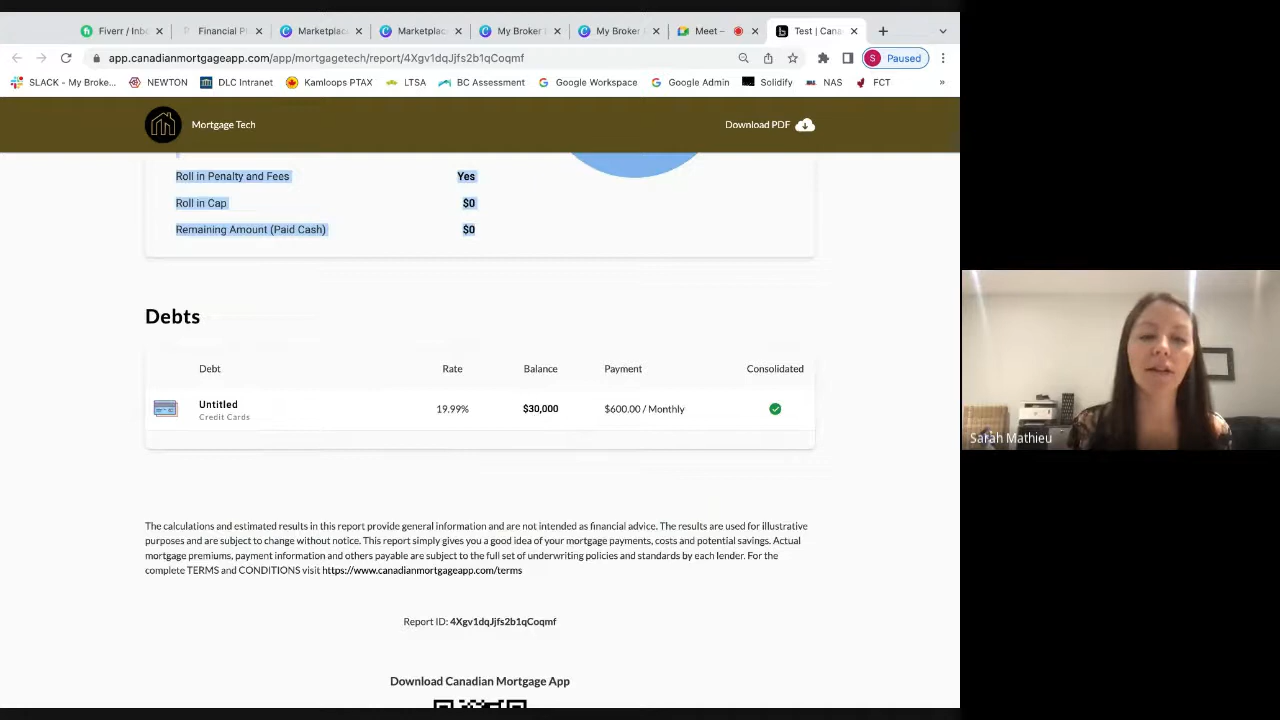 Fiverr / Inb
Financial P
Marketplac
Marketplac
My Broker
My Broker
Meet –
Test | Cana
app.canadianmortgageapp.com/app/mortgagetech/report/4Xgv1dqJjfs2b1qCoqmf
S Paused
SLACK - My Broke...
NEWTON
DLC Intranet
Kamloops PTAX
LTSA
BC Assessment
Google Workspace
Google Admin
Solidify
NAS
FCT
»
Mortgage Tech
Download PDF
Roll in Penalty and Fees Yes
Roll in Cap $0
Remaining Amount (Paid Cash) $0
Debts
Debt Rate Balance Payment Consolidated
Untitled
Credit Cards
19.99% $30,000 $600.00 / Monthly
The calculations and estimated results in this report provide general information and are not intended as financial advice. The results are used for illustrative
purposes and are subject to change without notice. This report simply gives you a good idea of your mortgage payments, costs and potential savings. Actual
mortgage premiums, payment information and others payable are subject to the full set of underwriting policies and standards by each lender. For the
complete TERMS and CONDITIONS visit https://www.canadianmortgageapp.com/terms
Report ID: 4Xgv1dqJjfs2b1qCoqmf
Download Canadian Mortgage App
Sarah Mathieu